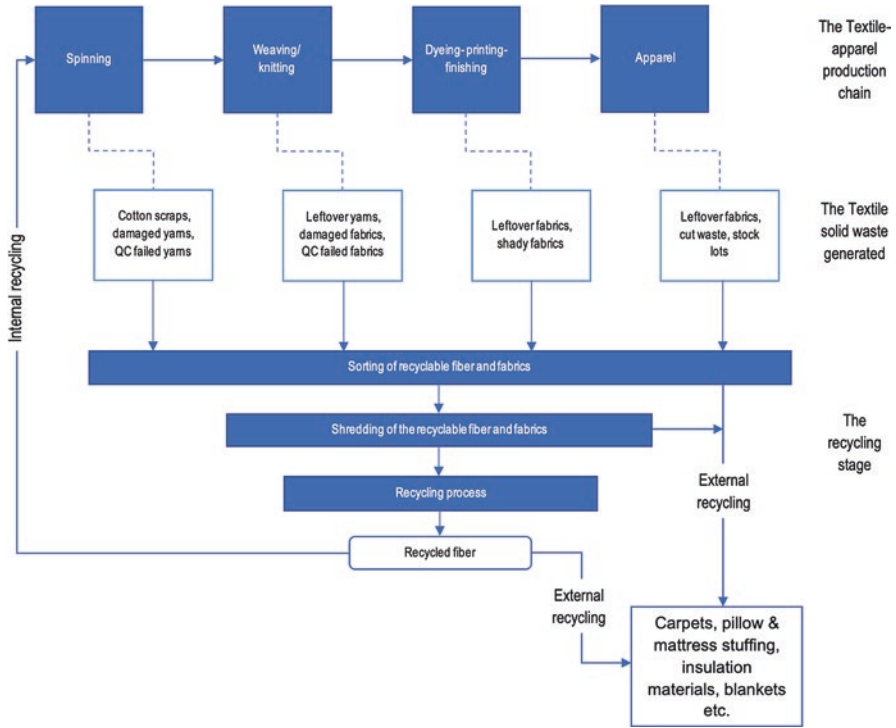 Spinning
Weaving/
knitting
Dyeing- printing-
finishing
Apparel
The Textile-
apparel
production
chain
Cotton scraps,
damaged yarns,
QC failed yarns
Leftover yarns,
damaged fabrics,
QC failed fabrics
Leftover fabrics,
shady fabrics
Leftover fabrics,
cut waste, stock
lots
The Textile
solid waste
generated
Internal recycling
Sorting of recyclable fiber and fabrics
Shredding of the recyclable fiber and fabrics
The
recycling
stage
Recycling process
External
recycling
Recycled fiber
External
recycling
Carpets, pillow &
mattress stuffing,
insulation
materials, blankets
etc.